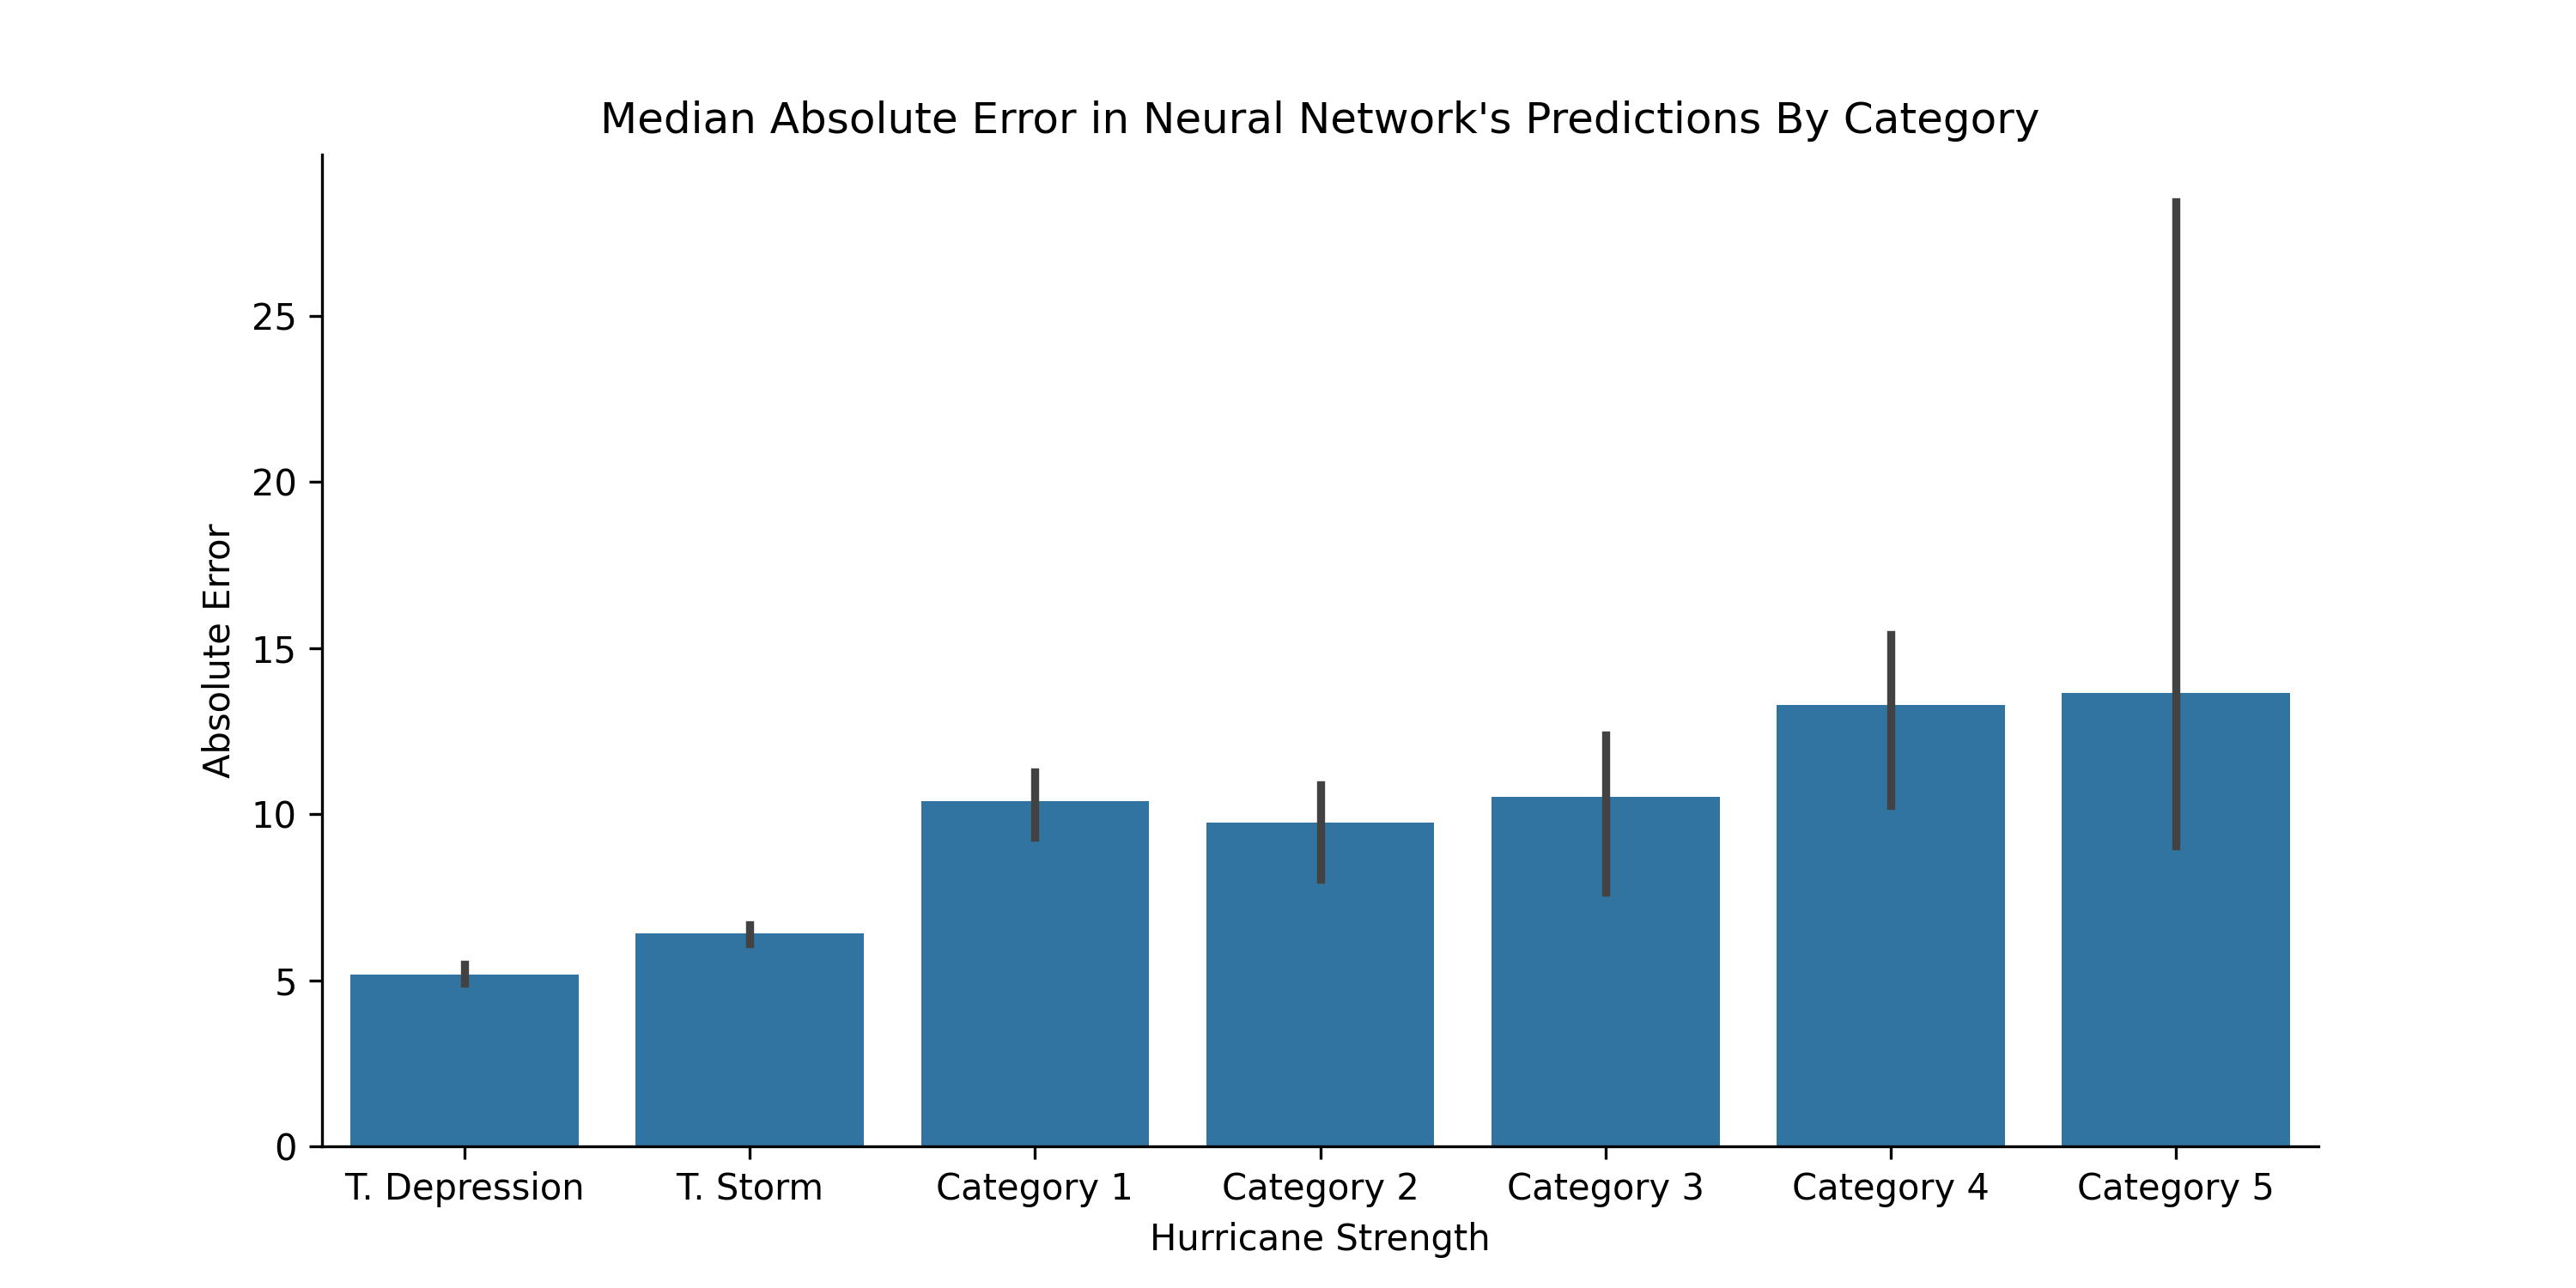 Median Absolute Error in Neural Network's Predictions By Category
Absolute Error
25
20
15
10
5
0
T. Depression T. Storm Category 1 Category 2 Category 3 Category 4 Category 5
Hurricane Strength